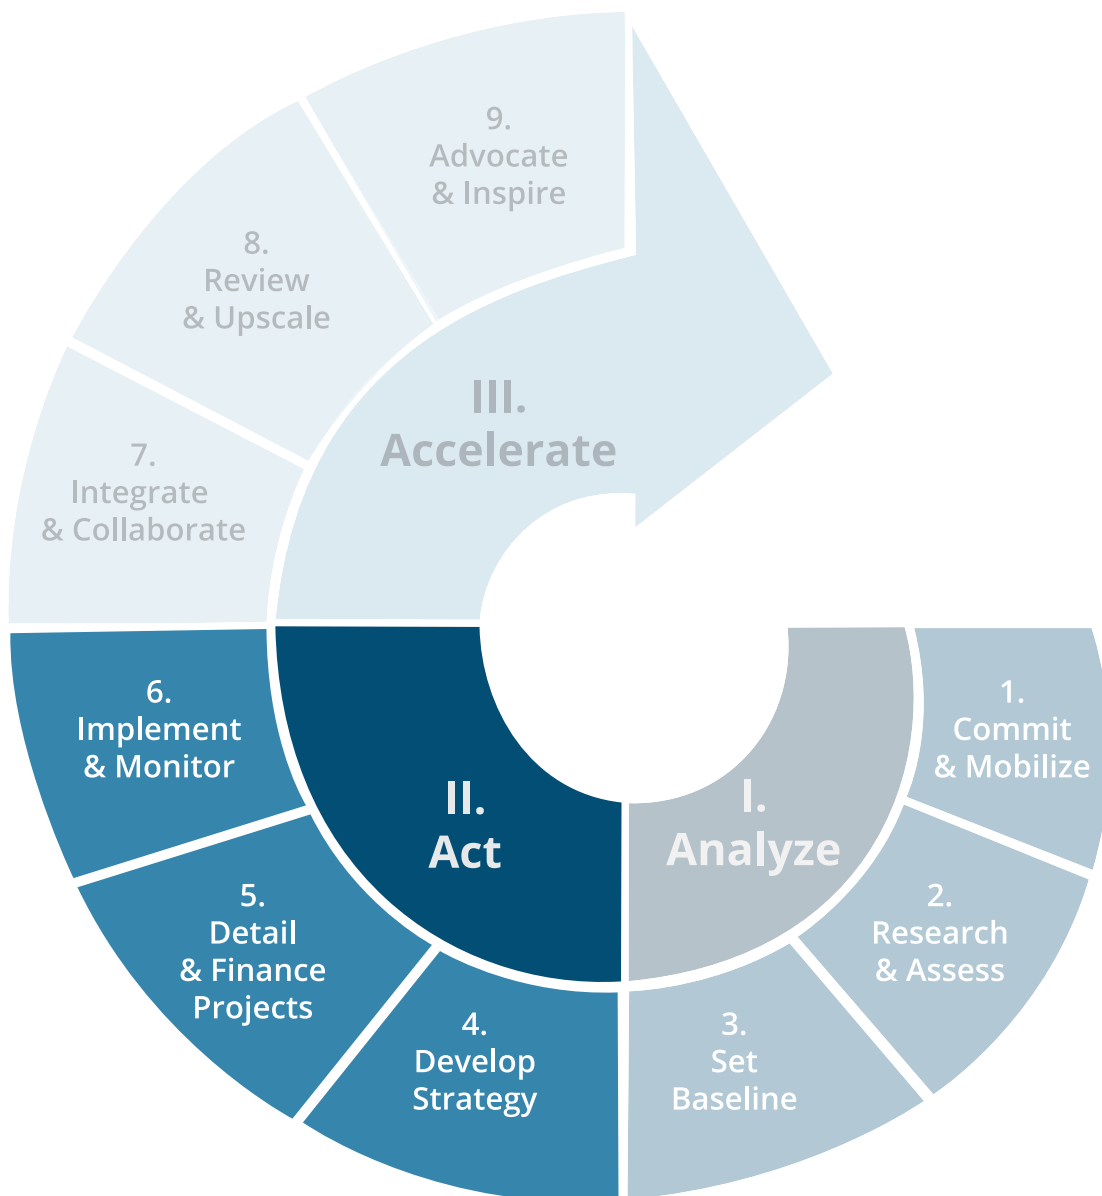 I.
Analyze
1.
Commit
& Mobilize
2.
Research
& Assess
3.
Set
Baseline
II.
Act
4.
Develop
Strategy
5.
Detail
& Finance
Projects
6.
Implement
& Monitor
III.
Accelerate
7.
Integrate
& Collaborate
8.
Review
& Upscale
9.
Advocate
& Inspire